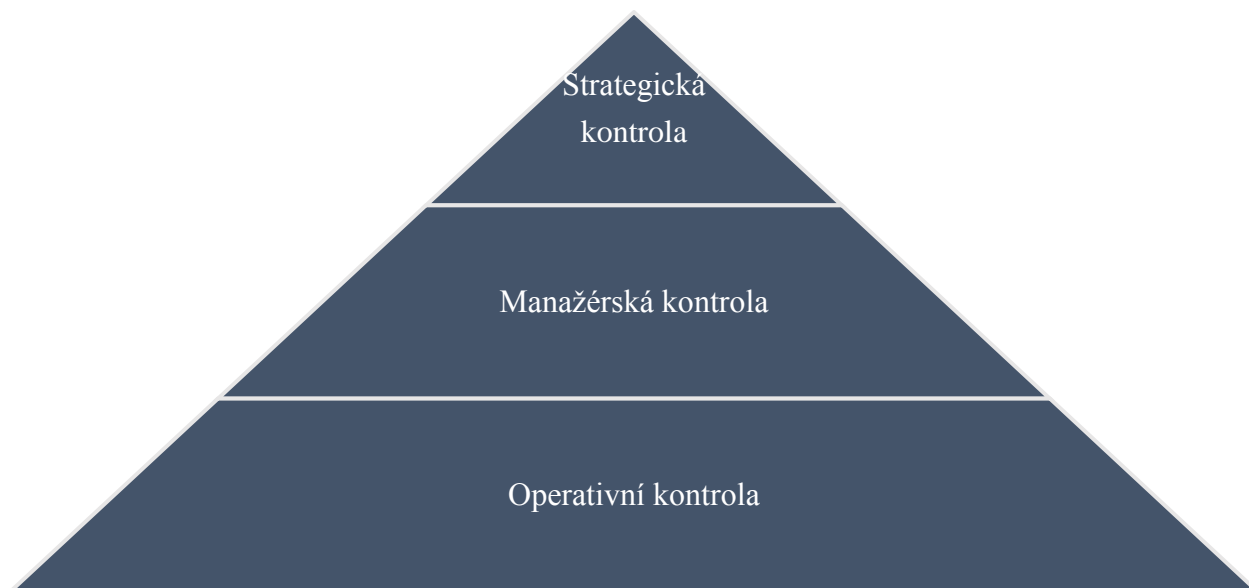 Strategická
kontrola
Manažérská kontrola
Operativní kontrola